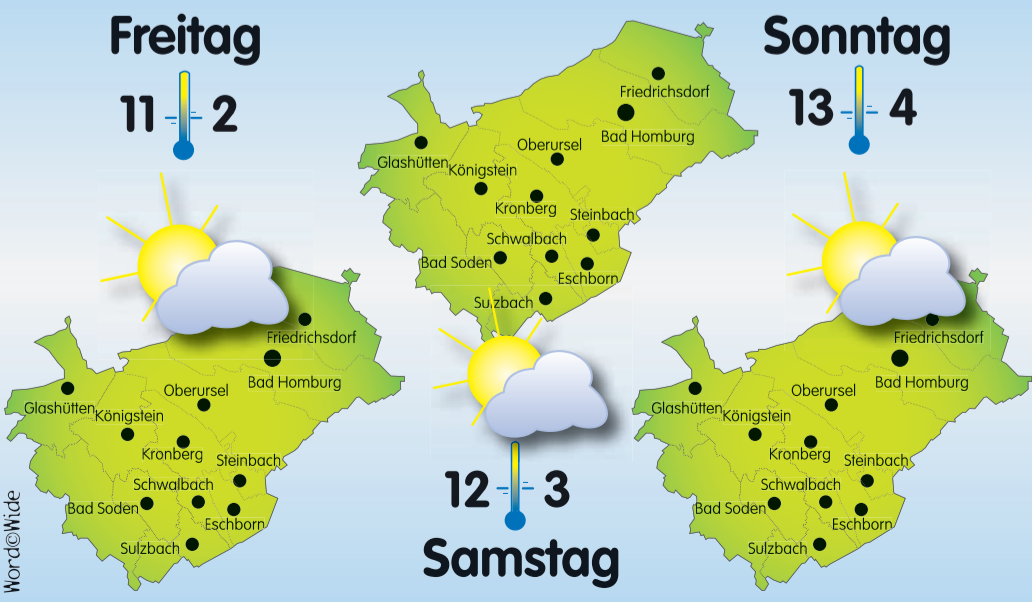 Freitag
11 2
Friedrichsdorf
Bad Homburg
Glashütten
Oberursel
Königstein
Kronberg
Steinbach
Schwalbach
Bad Soden
Eschborn
Sulzbach
Friedrichsdorf
Bad Homburg
Oberursel
Glashütten
Königstein
Kronberg
Steinbach
Schwalbach
Bad Soden
Eschborn
Sulzbach
12 3
Samstag
Sonntag
13 4
Friedrichsdorf
Bad Homburg
Oberursel
Glashütten
Königstein
Kronberg
Steinbach
Schwalbach
Bad Soden
Eschborn
Sulzbach
Word©Wide